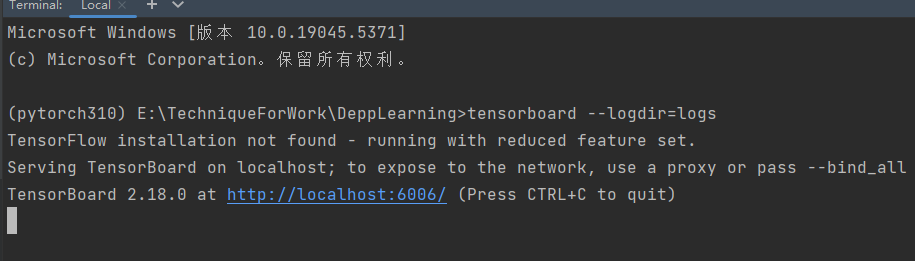 Terminal: Local × +
Microsoft Windows [版本 10.0.19045.5371]
(c) Microsoft Corporation。保留所有权利。
(pytorch310) E:\TechniqueForWork\DeppLearning>tensorboard --logdir=logs
TensorFlow installation not found - running with reduced feature set.
Serving TensorBoard on localhost; to expose to the network, use a proxy or pass --bind_all
TensorBoard 2.18.0 at http://localhost:6006/ (Press CTRL+C to quit)